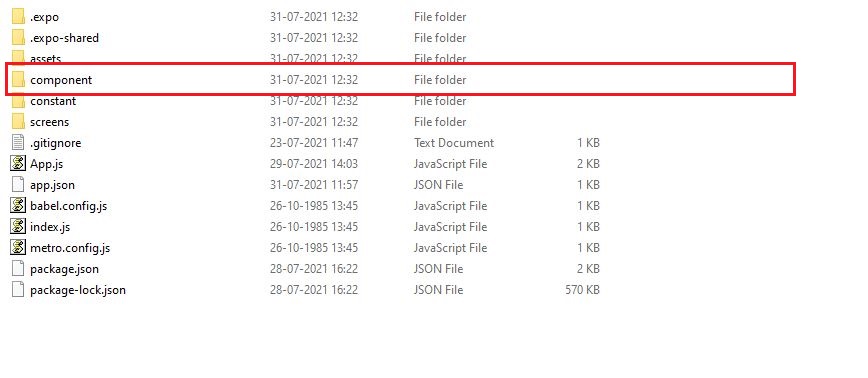 .expo 31-07-2021 12:32 File folder
.expo-shared 31-07-2021 12:32 File folder
assets 31-07-2021 12:32 File folder
component 31-07-2021 12:32 File folder
constant 31-07-2021 12:32 File folder
screens 31-07-2021 12:32 File folder
.gitignore 23-07-2021 11:47 Text Document 1 KB
App.js 29-07-2021 14:03 JavaScript File 2 KB
app.json 31-07-2021 11:57 JSON File 1 KB
babel.config.js 26-10-1985 13:45 JavaScript File 1 KB
index.js 26-10-1985 13:45 JavaScript File 1 KB
metro.config.js 26-10-1985 13:45 JavaScript File 1 KB
package.json 28-07-2021 16:22 JSON File 2 KB
package-lock.json 28-07-2021 16:22 JSON File 570 KB